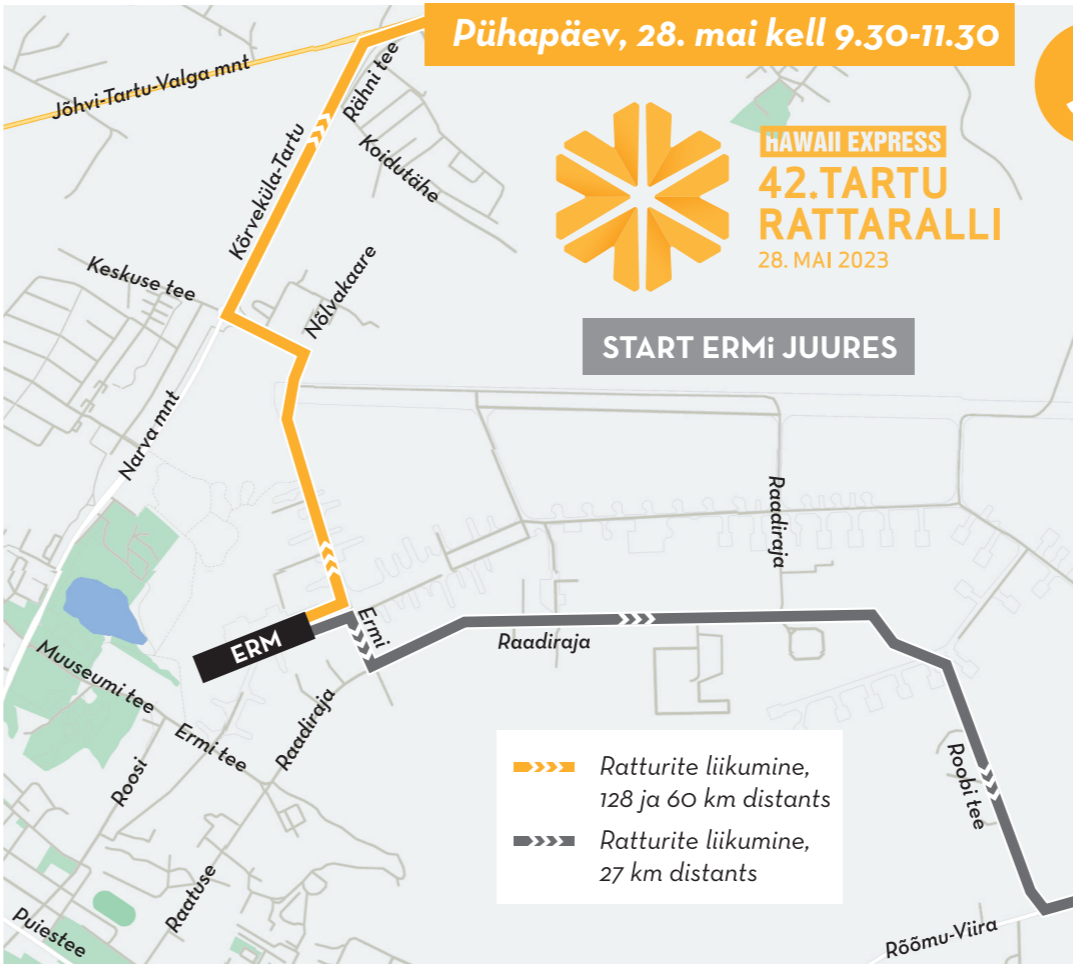 Pühapäev, 28. mai kell 9.30-11.30
Jõhvi-Tartu-Valga mnt
Rähni tee
Koidutähe
Kõrveküla-Tartu
HAWAII EXPRESS
42.TARTU
RATTARALLI
28. MAI 2023
Keskuse tee
Nõlvakaare
START ERMi JUURES
Narva mnt
Raadiraja
Ermi
ERM
Raadiraja
Muuseumi tee
Ermi tee
Raadiraja
Roosi
Roobi tee
Ratturite liikumine,
128 ja 60 km distants
Ratturite liikumine,
27 km distants
Raatuse
Puiestee
Rõõmu-Viira